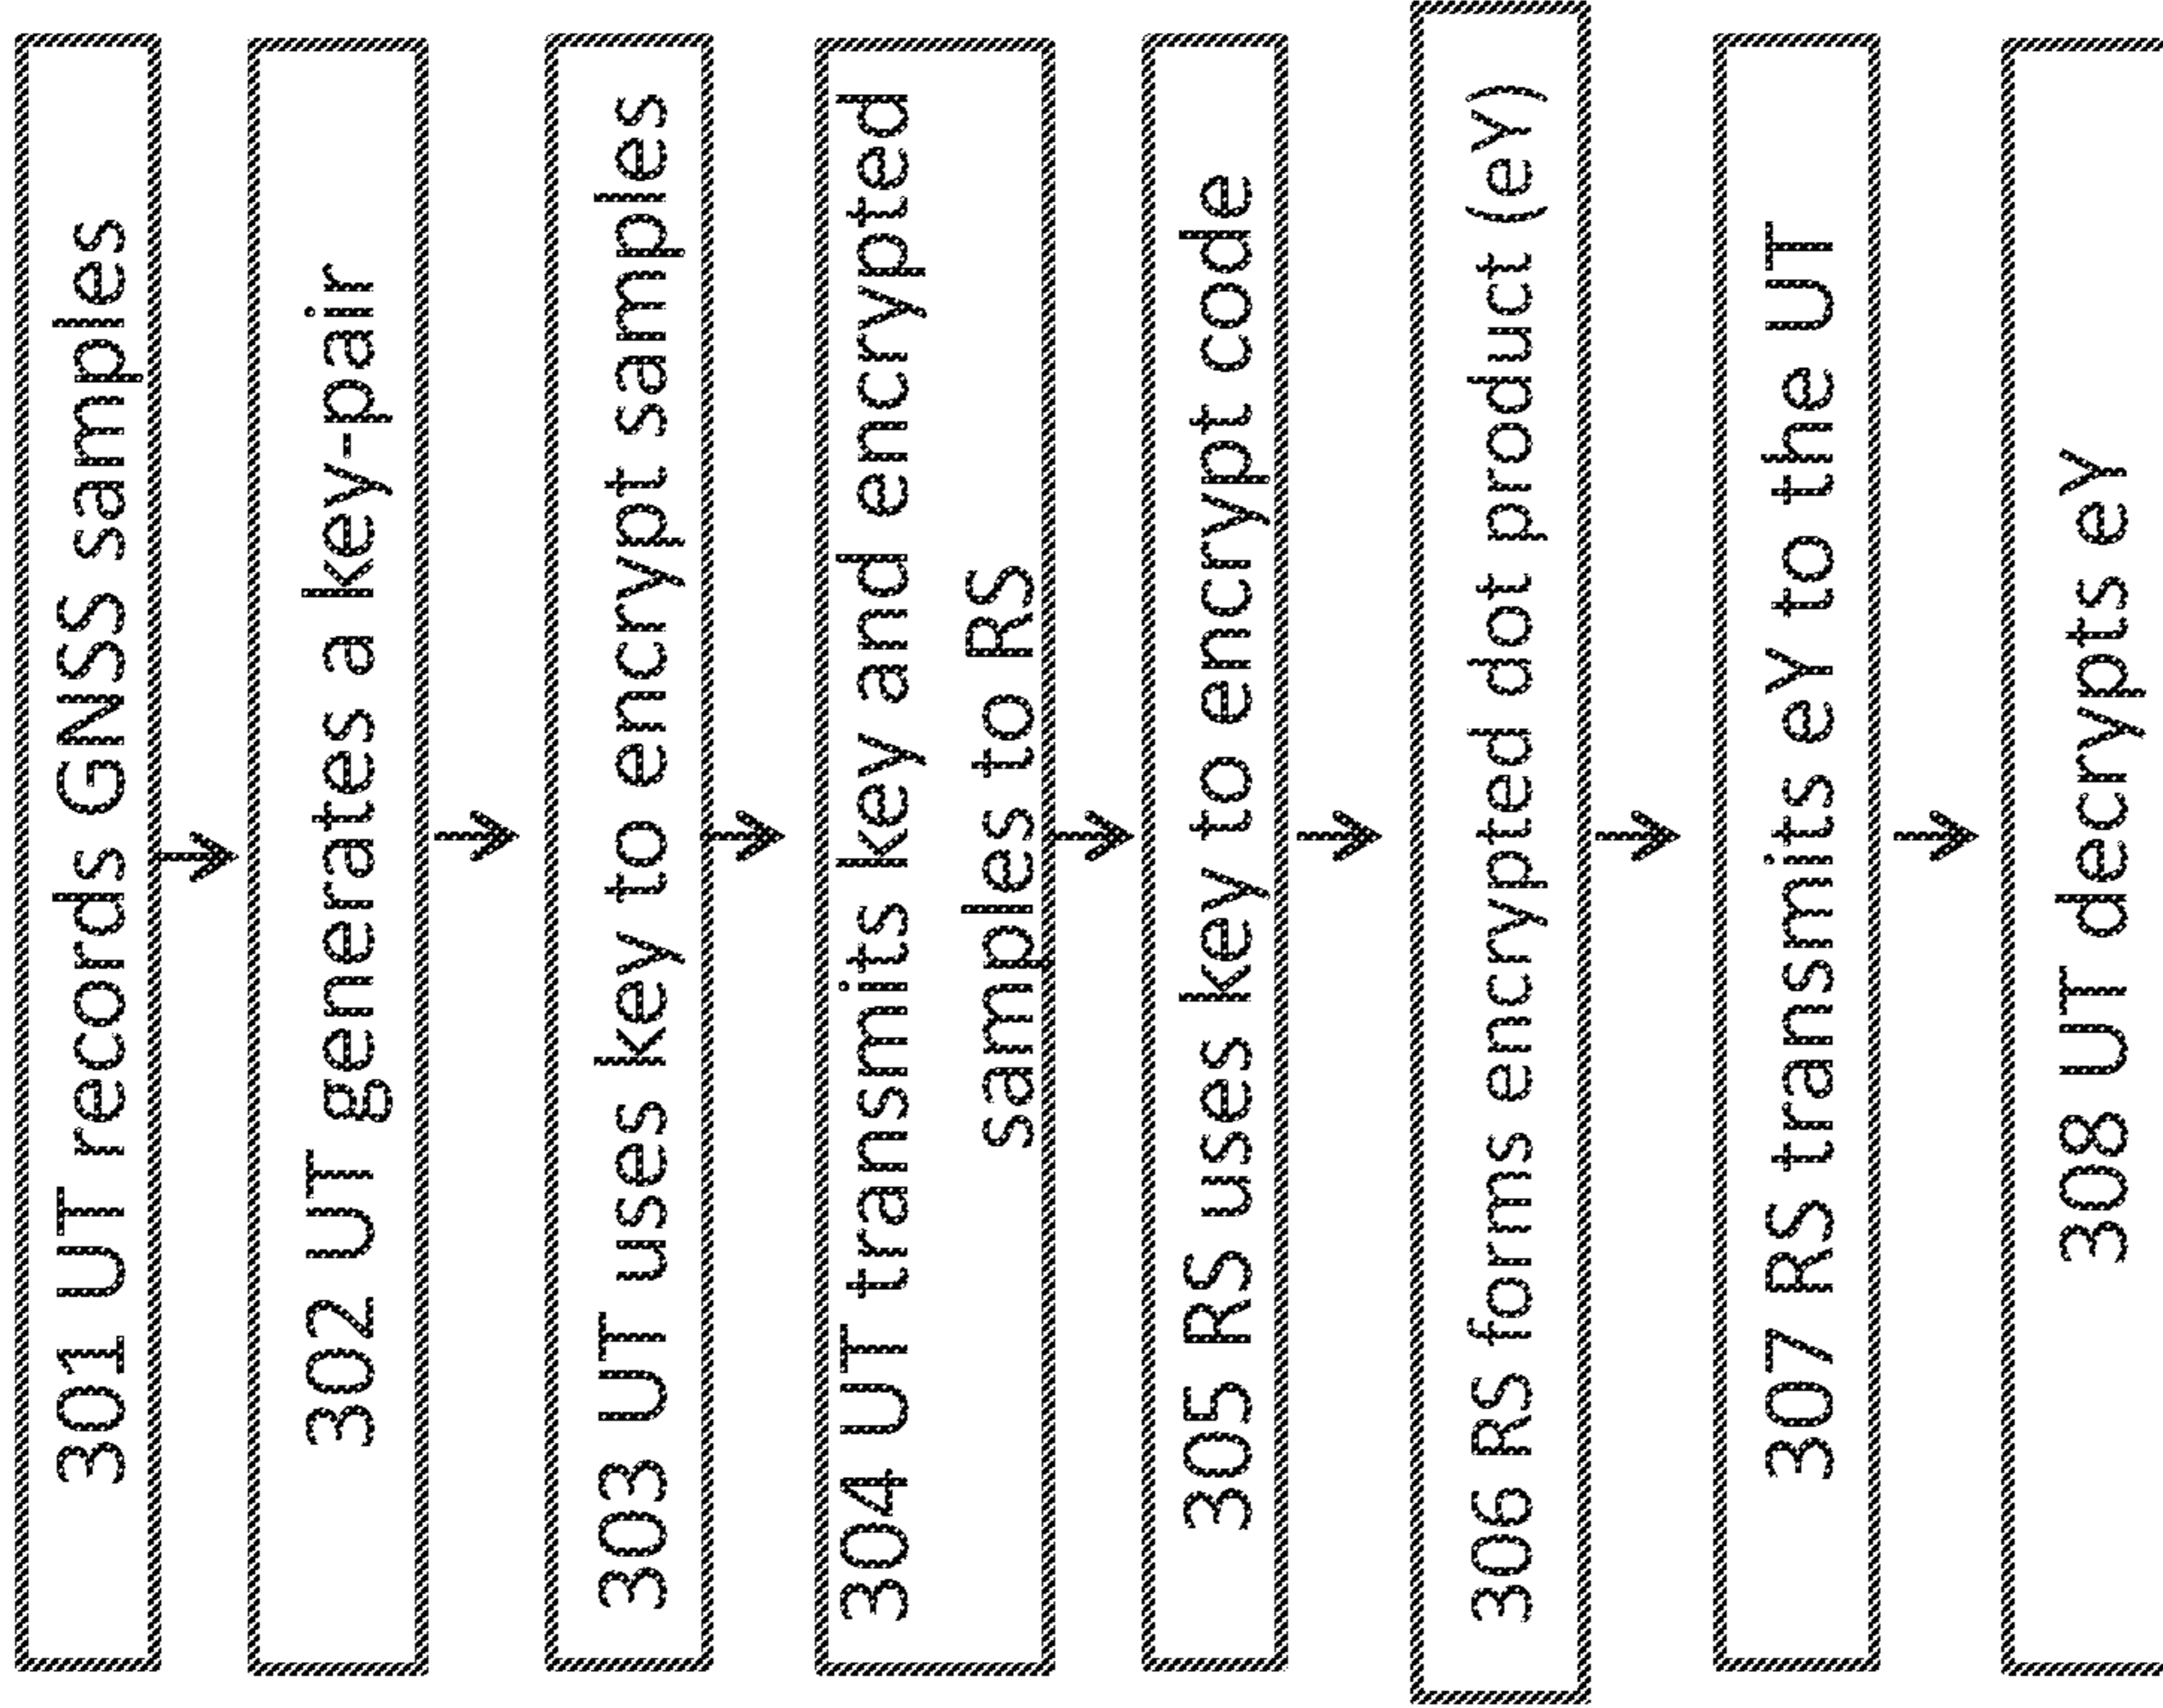 301 UT records GNSS samples
302 UT generates a key-pair
303 UT uses key to encrypt samples
304 UT transmits key and encrypted
samples to RS
305 RS uses key to encrypt code
306 RS forms encrypted dot product (eY)
307 RS transmits eY to the UT
308 UT decrypts eY